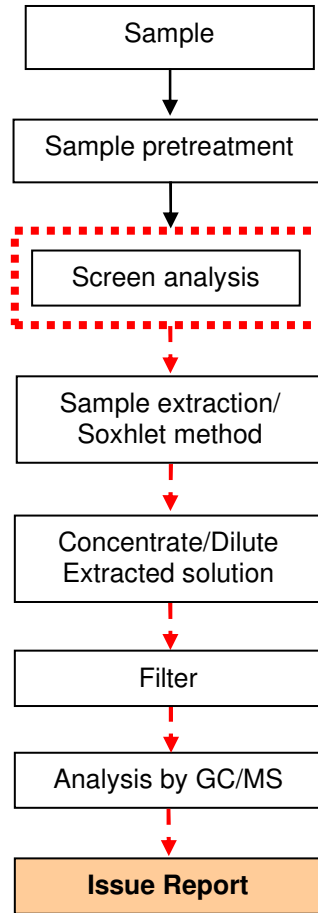 Sample
Sample pretreatment
Screen analysis
Sample extraction/
Soxhlet method
Concentrate/Dilute
Extracted solution
Filter
Analysis by GC/MS
Issue Report